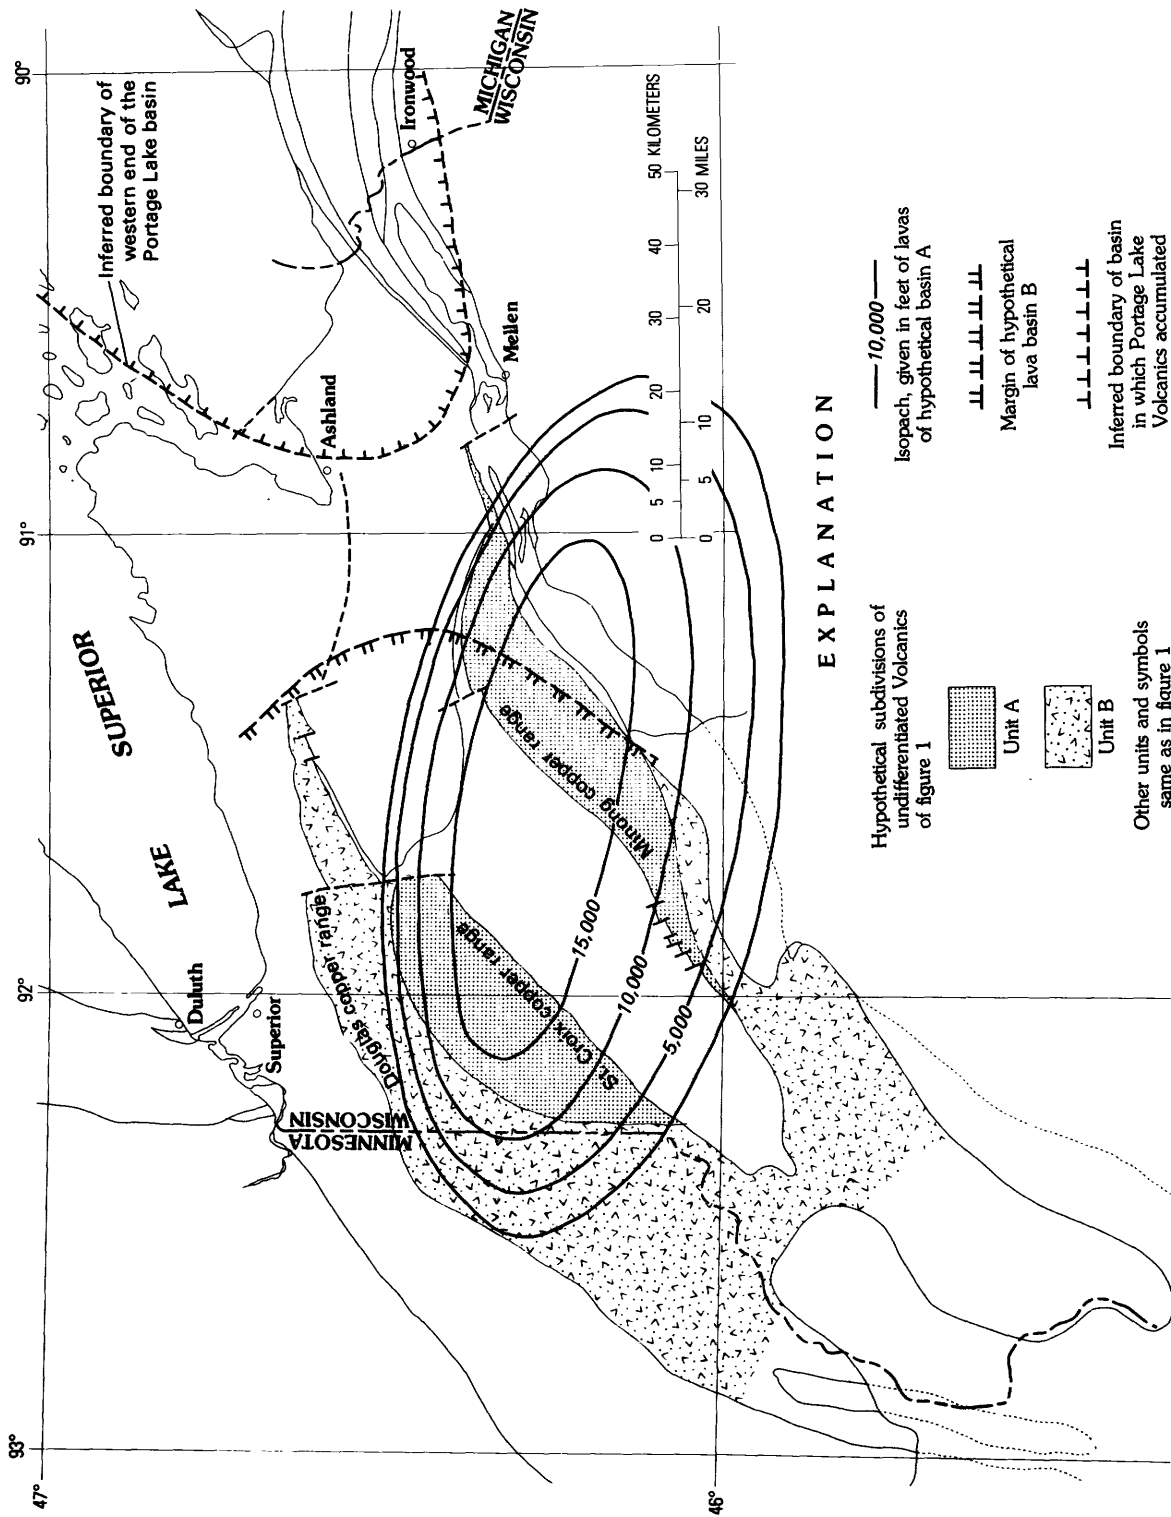 93°
92°
91°
90°
47°
46°
LAKE
SUPERIOR
Duluth
Superior
MINNESOTA
WISCONSIN
Ashland
Inferred boundary of
western end of the
Portage Lake basin
Ironwood
MICHIGAN
WISCONSIN
Mellen
Douglas copper range
St. Croix copper range
Minong copper range
15,000
10,000
5,000
0 5 10 20 30 40 50 KILOMETERS
0 5 10 20 30 MILES
EXPLANATION
Hypothetical subdivisions of
undifferentiated Volcanics
of figure 1
Unit A
Unit B
Other units and symbols
same as in figure 1
10,000
Isopach, given in feet of lavas
of hypothetical basin A
Margin of hypothetical
lava basin B
Inferred boundary of basin
in which Portage Lake
Volcanics accumulated